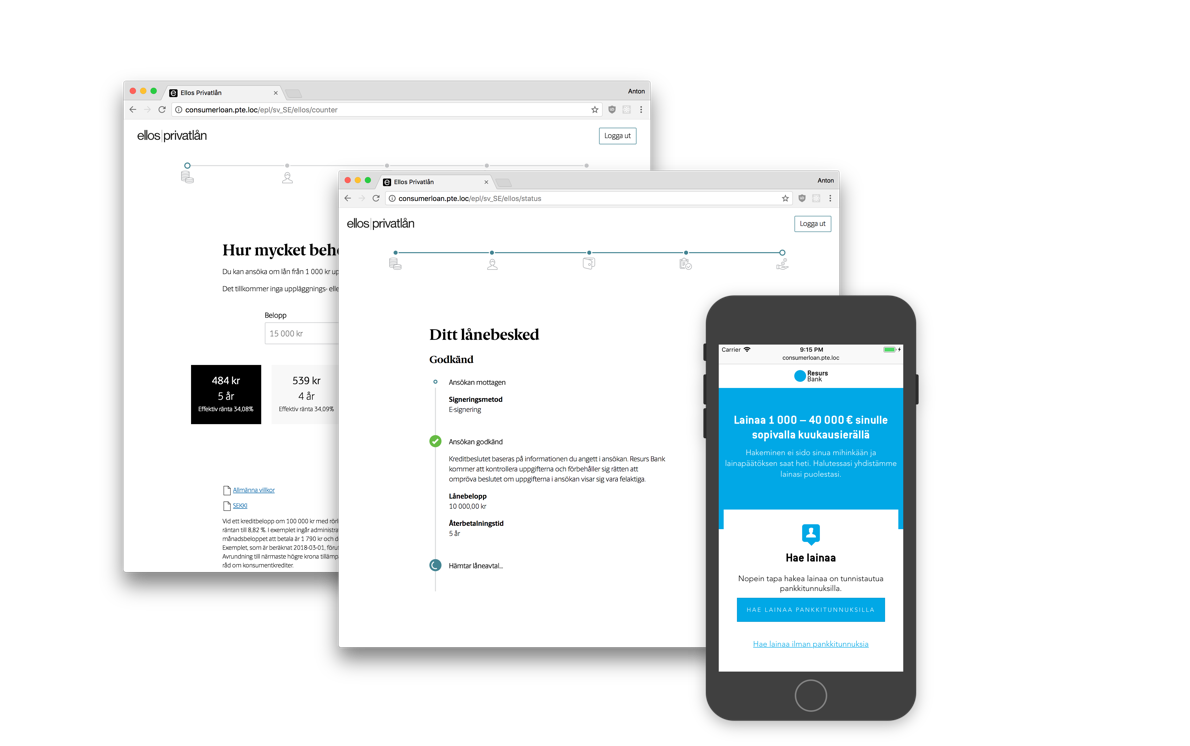 Ellos Privatlån
Anton
consumerloan.pte.loc/epl/sv_SE/ellos/counter
ellos privatlån
Logga ut
Hur mycket beh
Du kan ansöka om lån från 1 000 kr up
Det tillkommer inga uppläggnings- elle
Belopp
15 000 kr
484 kr
5 år
Effektiv ränta 34,08%
539 kr
4 år
Effektiv ränta 34,09%
Allmänna villkor
SEKKI
Vid ett kreditbelopp om 100 000 kr med rörl
räntan till 8,82 %. I exemplet ingår administra
månadsbeloppet att betala är 1 790 kr och d
Exemplet, som är beräknat 2018-03-01, förut
Avrundning till närmaste högre krona tillämp
råd om konsumentkrediter.
Ellos Privatlån
Anton
consumerloan.pte.loc/epl/sv_SE/ellos/status
ellos privatlån
Logga ut
Ditt lånebesked
Godkänd
Ansökan mottagen
Signeringsmetod
E-signering
Ansökan godkänd
Kreditbeslutet baseras på informationen du angett i ansökan. Resurs Bank
kommer att kontrollera uppgifterna och förbehåller sig rätten att
ompröva beslutet om uppgifterna i ansökan visar sig vara felaktiga.
Lånebelopp
10 000,00 kr
Återbetalningstid
5 år
Hämtar låneavtal...
Carrier
9:15 PM
consumerloan.pte.loc
Resurs
Bank
Lainaa 1 000 – 40 000 € sinulle
sopivalla kuukausierällä
Hakeminen ei sido sinua mihinkään ja
lainapäätöksen saat heti. Halutessasi yhdistämme
lainasi puolestasi.
Hae lainaa
Nopein tapa hakea lainaa on tunnistautua
pankkitunnuksilla.
HAE LAINAA PANKKITUNNUKSILLA
Hae lainaa ilman pankkitunnuksia